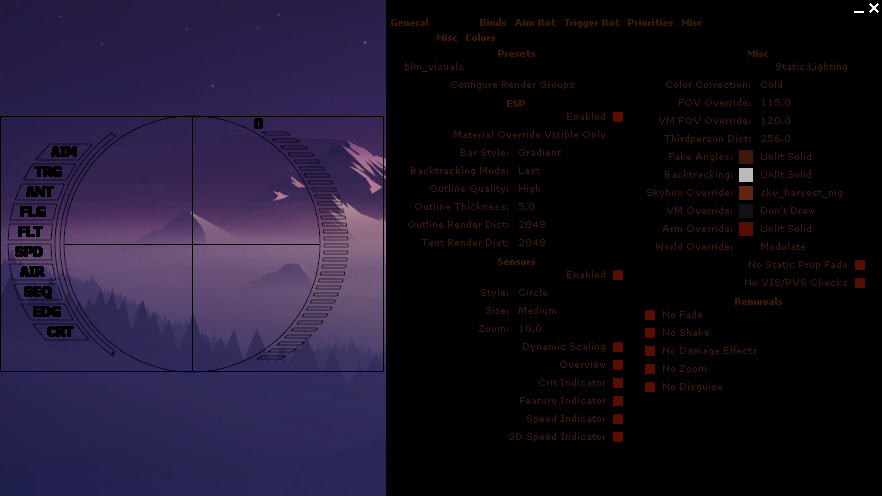 General Binds Aim Bot Trigger Bot Priorities Misc
Misc Colors
Presets
blm_visuals
Configure Render Groups
ESP
Enabled
Material Override Visible Only
Bar Style: Gradient
Backtracking Mode: Last
Outline Quality: High
Outline Thickness: 5.0
Outline Render Dist: 2048
Text Render Dist: 2048
Sensors
Enabled
Style: Circle
Size: Medium
Zoom: 10.0
Dynamic Scaling
Overview
Crit Indicator
Feature Indicator
Speed Indicator
3D Speed Indicator
Misc
Static Lighting
Color Correction: Cold
FOV Override: 115.0
VM FOV Override: 120.0
Thirdperson Dist: 256.0
Fake Angles: Unlit Solid
Backtracking: Unlit Solid
Skybox Override: sky_harvest_nig
VM Override: Don't Draw
Arm Override: Unlit Solid
World Override: Modulate
No Static Prop Fade
No VIS/PVS Checks
Removals
No Fade
No Shake
No Damage Effects
No Zoom
No Disguise
0
AIM
TRG
ANT
FLG
FLT
SPD
AIR
SEQ
EDG
CRT